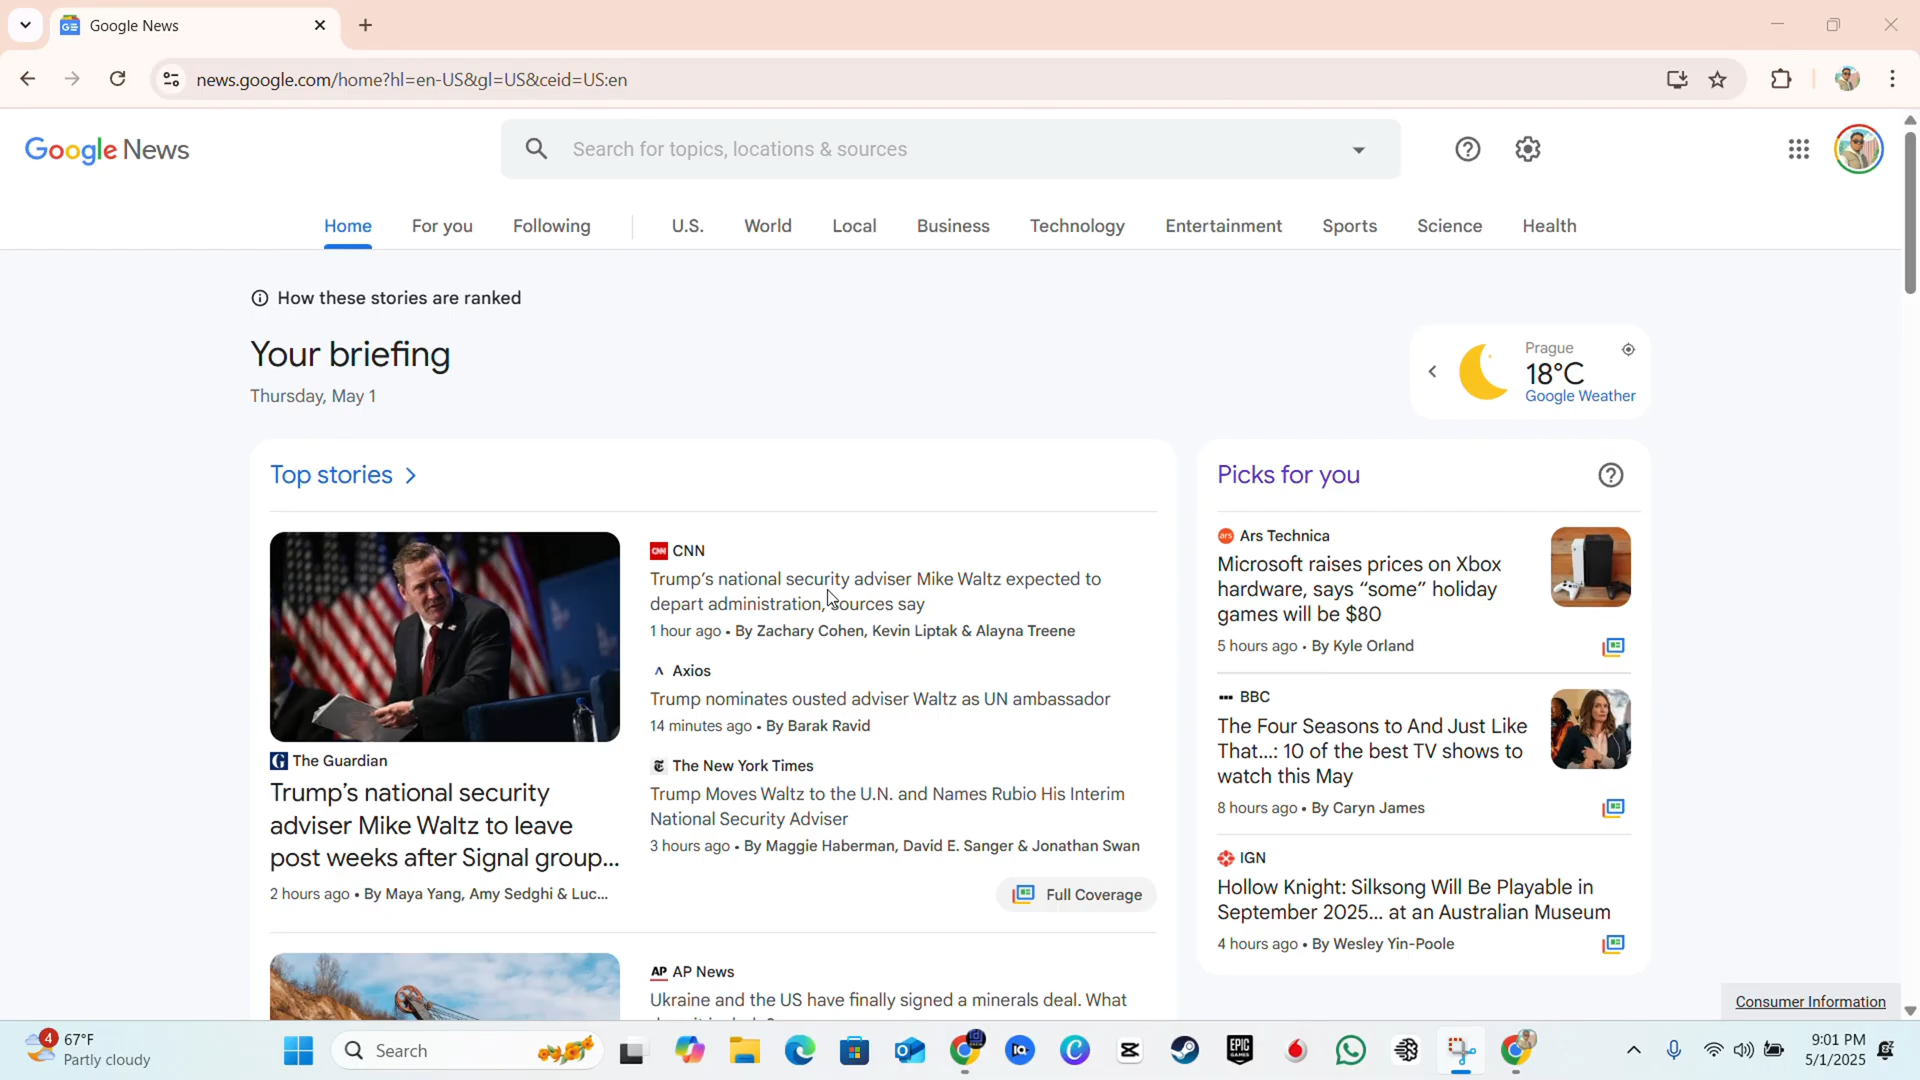 Google News
news.google.com/home?hl=en-US&gl=US&ceid=US:en
Google News
Search for topics, locations & sources
Home
For you
Following
U.S.
World
Local
Business
Technology
Entertainment
Sports
Science
Health
How these stories are ranked
Your briefing
Thursday, May 1
Prague
18°C
Google Weather
Top stories
CNN
Trump's national security adviser Mike Waltz expected to
depart administration, sources say
1 hour ago • By Zachary Cohen, Kevin Liptak & Alayna Treene
Axios
Trump nominates ousted adviser Waltz as UN ambassador
14 minutes ago • By Barak Ravid
The New York Times
Trump Moves Waltz to the U.N. and Names Rubio His Interim
National Security Adviser
3 hours ago • By Maggie Haberman, David E. Sanger & Jonathan Swan
Full Coverage
The Guardian
Trump's national security
adviser Mike Waltz to leave
post weeks after Signal group...
2 hours ago • By Maya Yang, Amy Sedghi & Luc...
AP AP News
Ukraine and the US have finally signed a minerals deal. What
Picks for you
Ars Technica
Microsoft raises prices on Xbox
hardware, says “some” holiday
games will be $80
5 hours ago • By Kyle Orland
BBC
The Four Seasons to And Just Like
That...: 10 of the best TV shows to
watch this May
8 hours ago • By Caryn James
IGN
Hollow Knight: Silksong Will Be Playable in
September 2025... at an Australian Museum
4 hours ago • By Wesley Yin-Poole
Consumer Information
4
67°F
Partly cloudy
Search
EPIC
GAMES
9:01 PM
5/1/2025